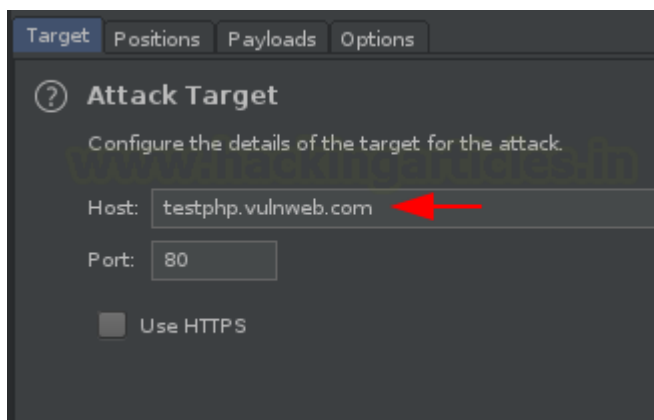 Target Positions Payloads Options
? Attack Target
Configure the details of the target for the attack.
www.hackingarticles.in
Host: testphp.vulnweb.com
Port: 80
Use HTTPS